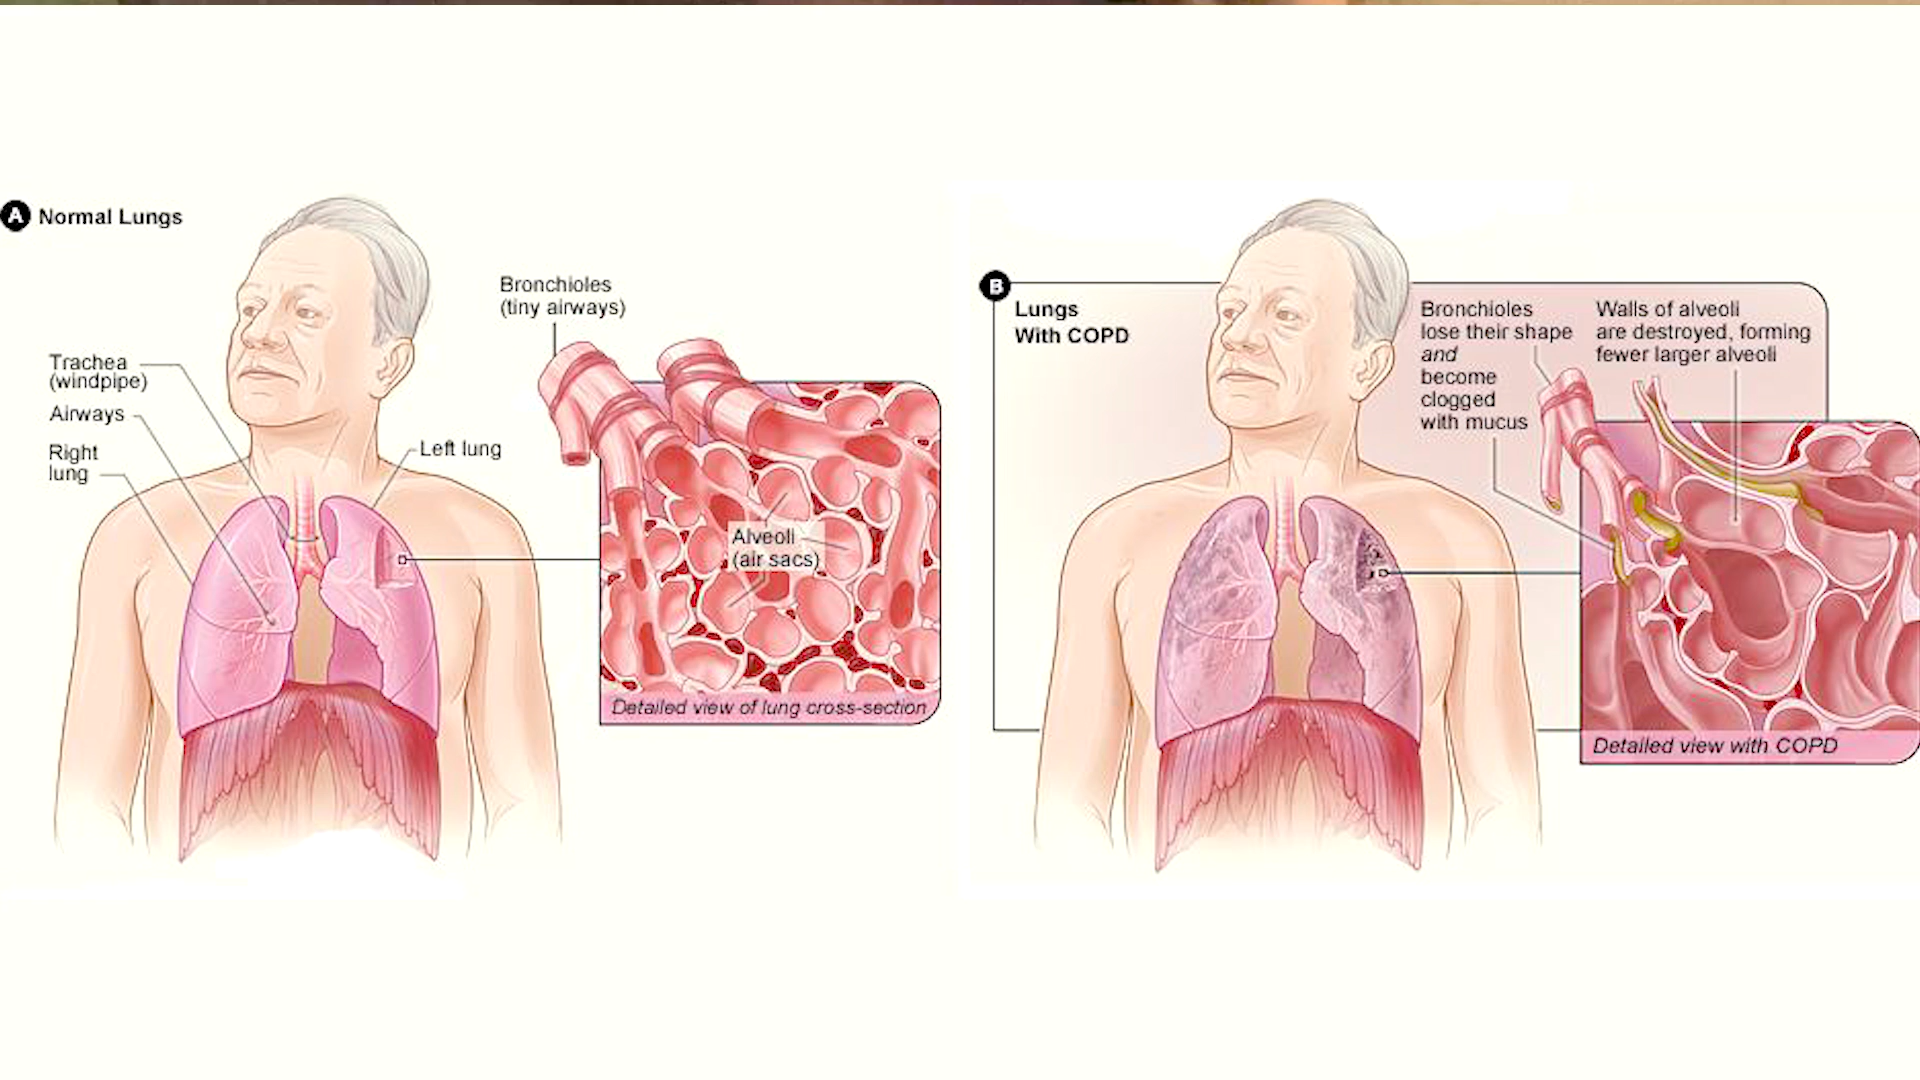 A Normal Lungs
Trachea
(windpipe)
Airways
Right
lung
Left lung
Bronchioles
(tiny airways)
Alveoli
(air sacs)
Detailed view of lung cross-section
B
Lungs
With COPD
Bronchioles
lose their shape
and
become
clogged
with mucus
Walls of alveoli
are destroyed, forming
fewer larger alveoli
Detailed view with COPD